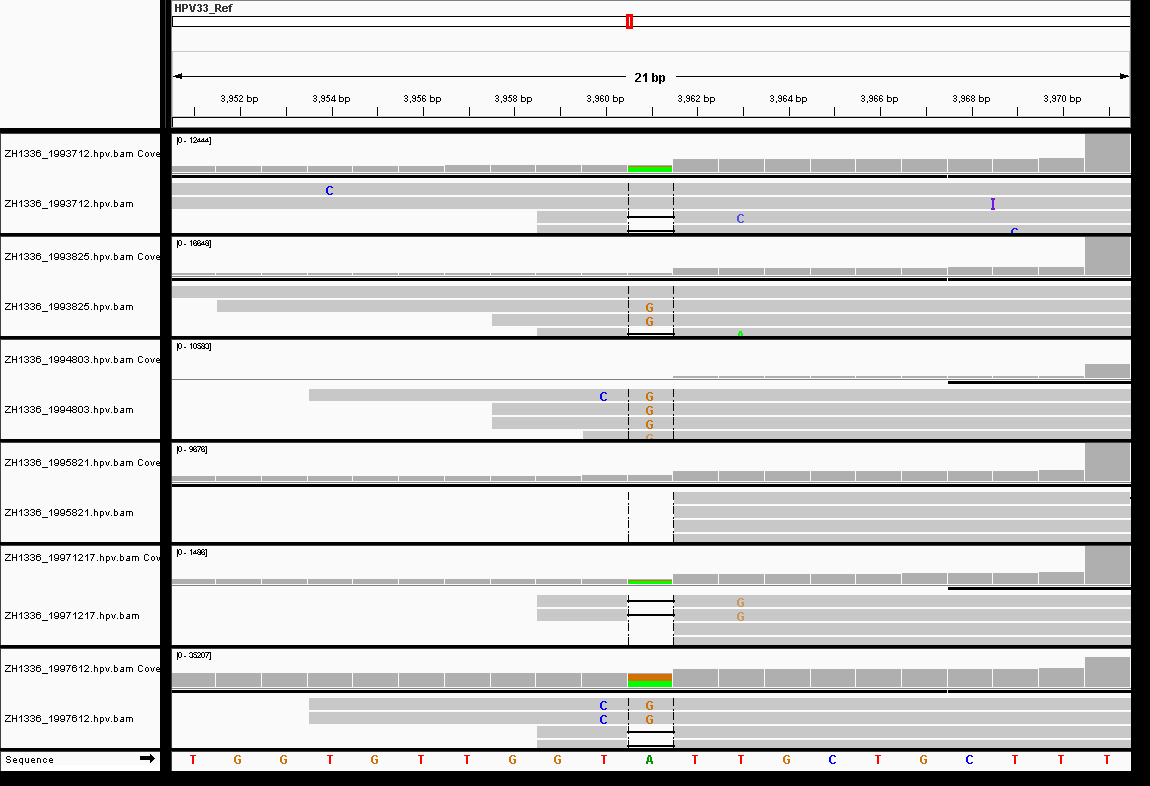 HPV33_Ref
21 bp
3,952 bp 3,954 bp 3,956 bp 3,958 bp 3,960 bp 3,962 bp 3,964 bp 3,966 bp 3,968 bp 3,970 bp
[0 - 12444]
ZH1336_1993712.hpv.bam Cove
C
ZH1336_1993712.hpv.bam
I
C
C
[0 - 16648]
ZH1336_1993825.hpv.bam Cove
ZH1336_1993825.hpv.bam
G
G
A
[0 - 10583]
ZH1336_1994803.hpv.bam Cove
C G
ZH1336_1994803.hpv.bam
G
G
G
[0 - 9676]
ZH1336_1995821.hpv.bam Cove
ZH1336_1995821.hpv.bam
[0 - 1486]
ZH1336_19971217.hpv.bam Cov
G
ZH1336_19971217.hpv.bam
G
[0 - 35207]
ZH1336_1997612.hpv.bam Cove
C G
ZH1336_1997612.hpv.bam
C G
Sequence T G G T G T T G G T A T T G C T G C T T T